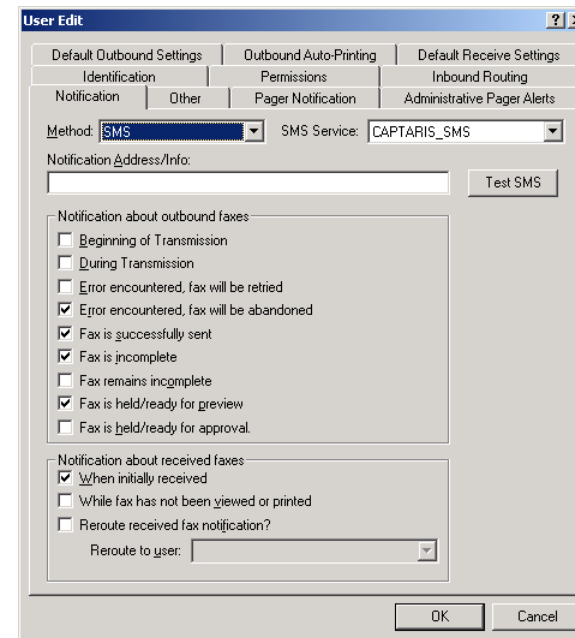 User Edit
Default Outbound Settings Outbound Auto-Printing Default Receive Settings
Identification Permissions Inbound Routing
Notification Other Pager Notification Administrative Pager Alerts
Method: SMS SMS Service: CAPTARIS_SMS
Notification Address/Info:
Test SMS
Notification about outbound faxes
Beginning of Transmission
During Transmission
Error encountered, fax will be retried
Error encountered, fax will be abandoned
Fax is successfully sent
Fax is incomplete
Fax remains incomplete
Fax is held/ready for preview
Fax is held/ready for approval.
Notification about received faxes
When initially received
While fax has not been viewed or printed
Reroute received fax notification?
Reroute to user:
OK Cancel